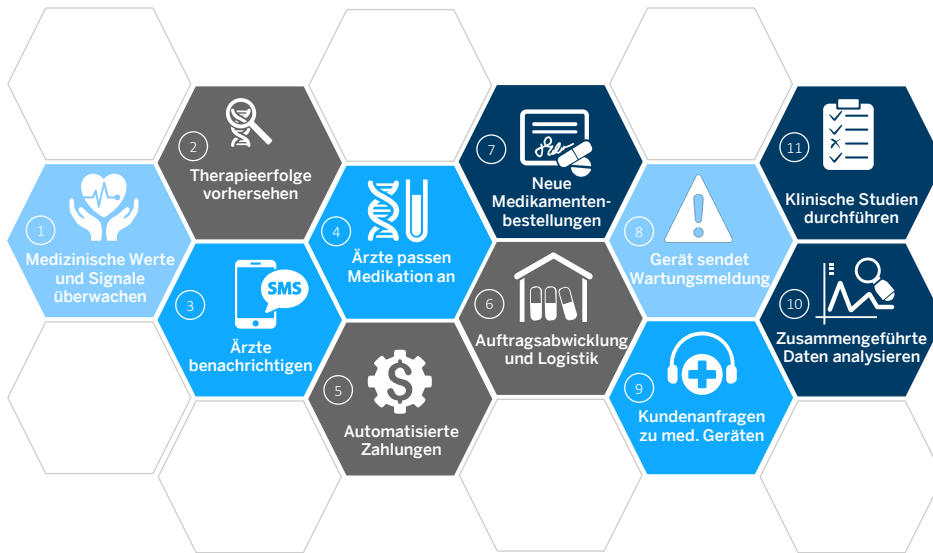 1
Medizinische Werte
und Signale
überwachen
2
Therapieerfolge
vorhersehen
3
SMS
Ärzte
benachrichtigen
4
Ärzte passen
Medikation an
5
$
Automatisierte
Zahlungen
6
Auftragsabwicklung
und Logistik
7
Neue
Medikamenten-
bestellungen
8
Gerät sendet
Wartungsmeldung
9
Kundenanfragen
zu med. Geräten
10
Zusammengeführte
Daten analysieren
11
Klinische Studien
durchführen